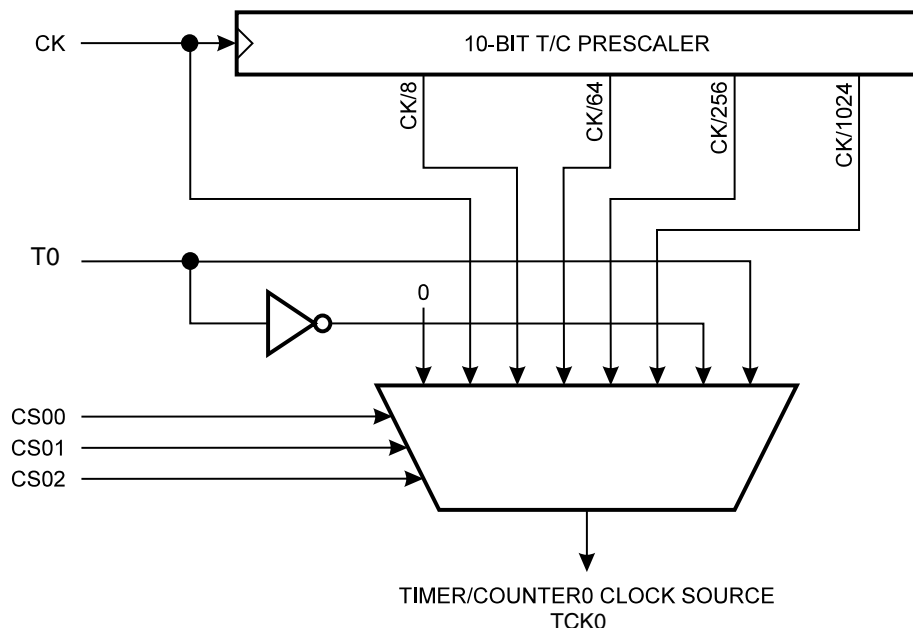 CK
10-BIT T/C PRESCALER
CK/8
CK/64
CK/256
CK/1024
T0
0
CS00
CS01
CS02
TIMER/COUNTER0 CLOCK SOURCE
TCK0